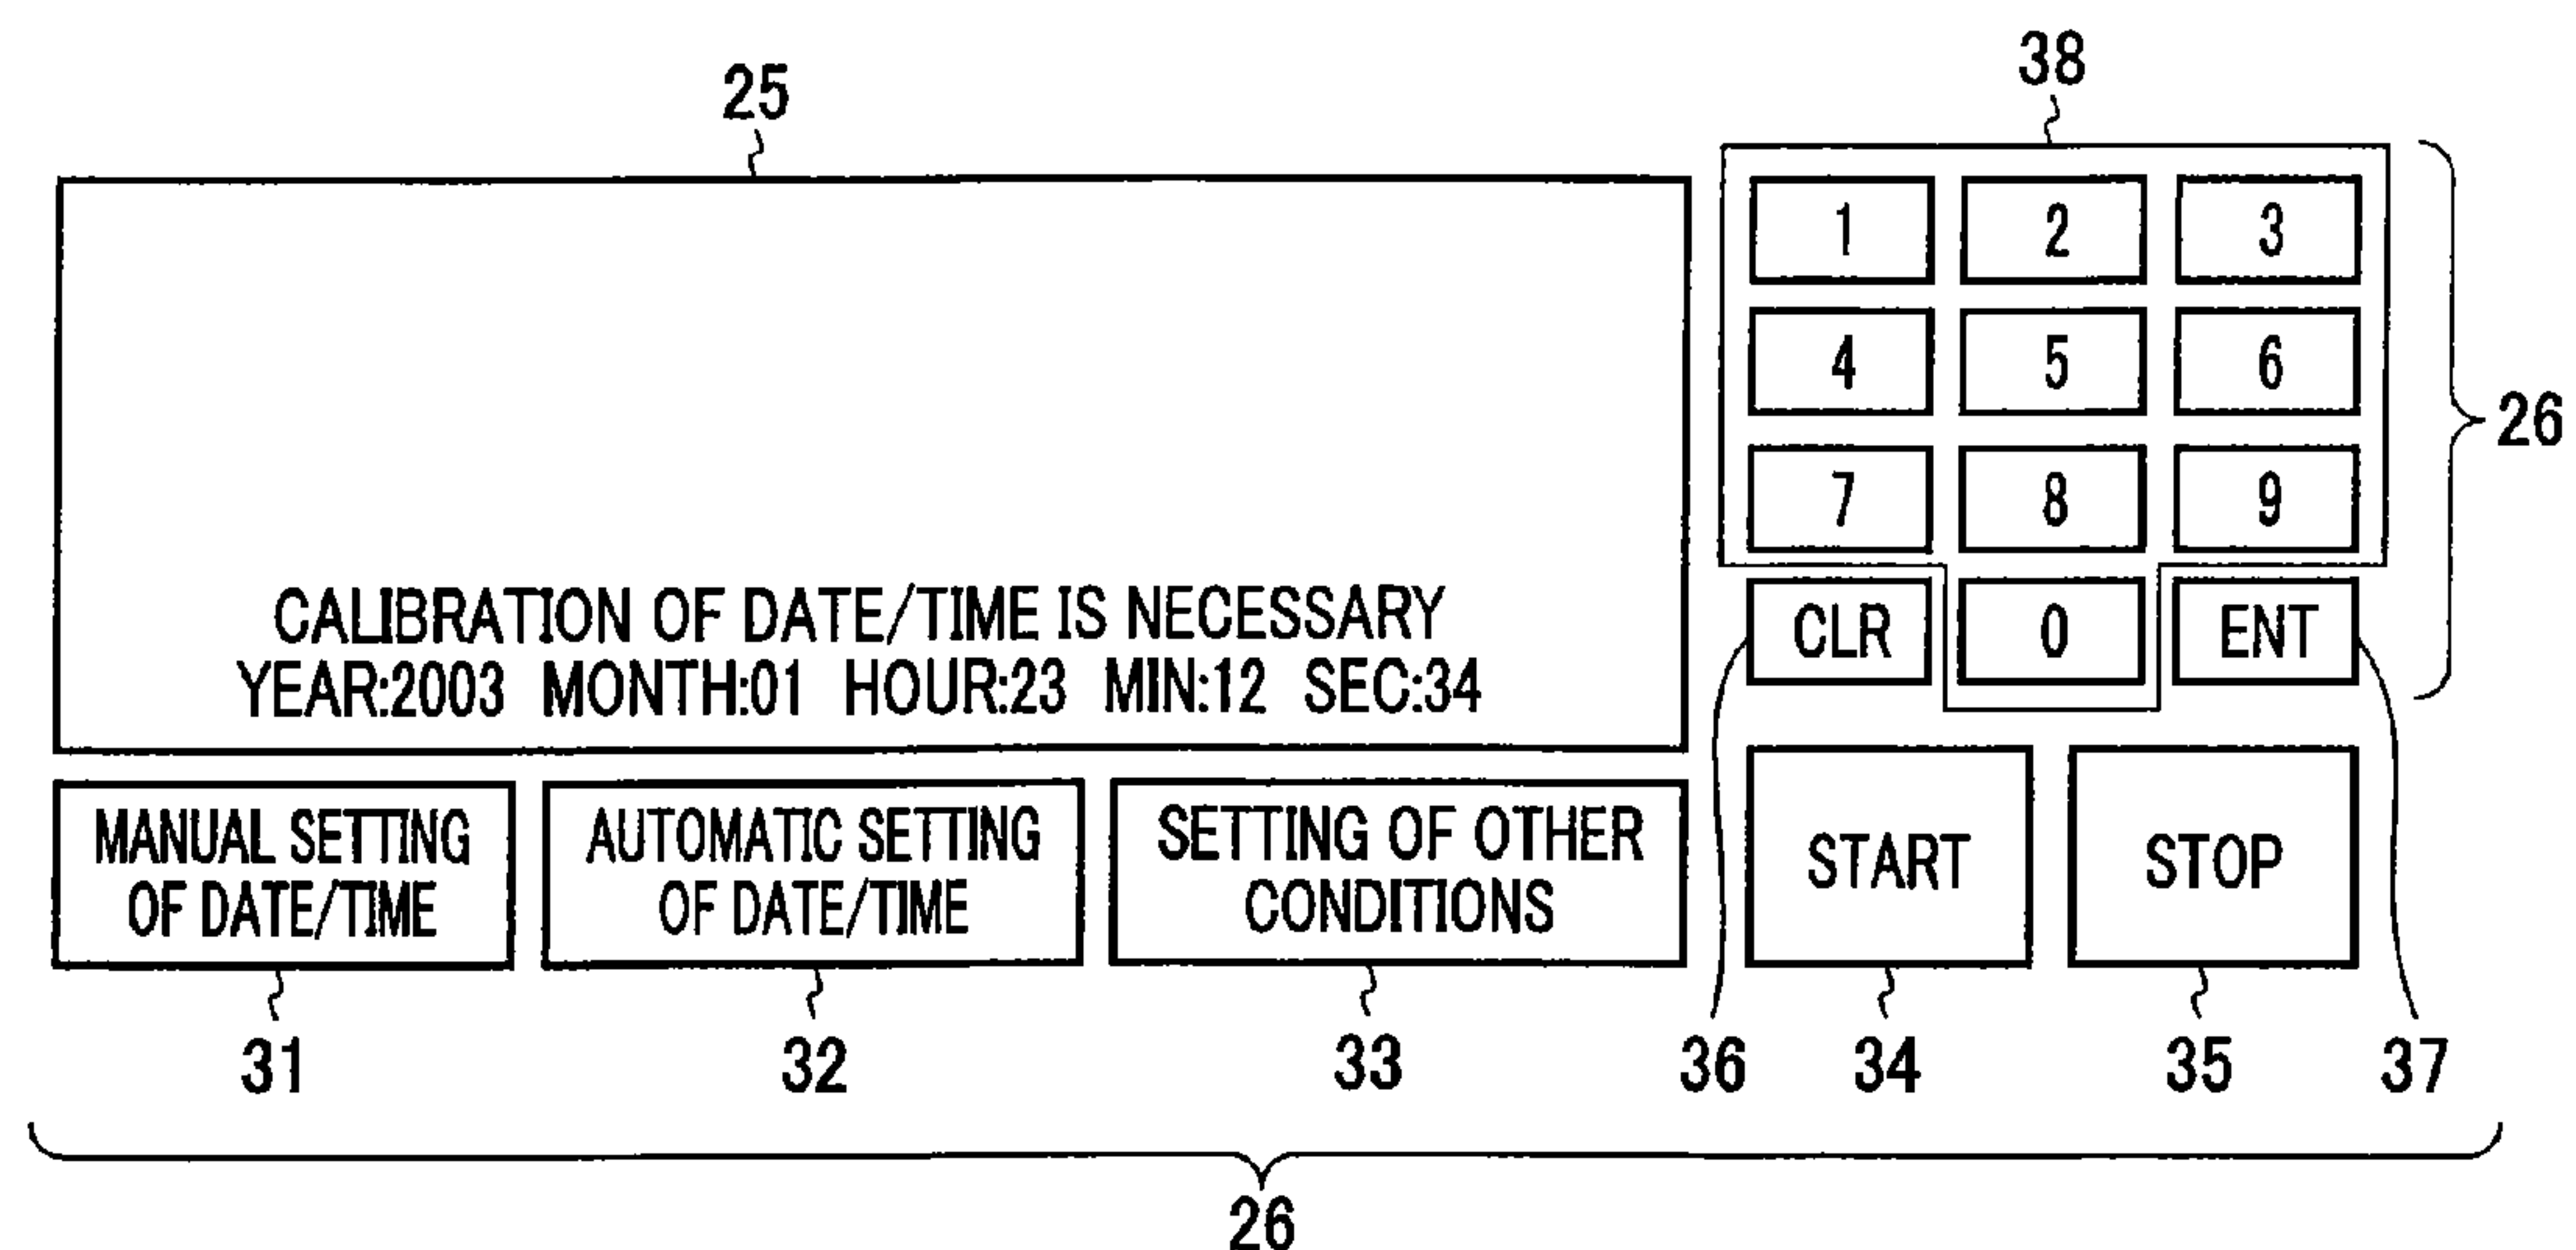 25
38
1 2 3
4 5 6
26
7 8 9
CALIBRATION OF DATE/TIME IS NECESSARY
YEAR:2003 MONTH:01 HOUR:23 MIN:12 SEC:34
CLR 0 ENT
MANUAL SETTING
OF DATE/TIME
AUTOMATIC SETTING
OF DATE/TIME
SETTING OF OTHER
CONDITIONS
START
STOP
31 32 33 36 34 35 37
26